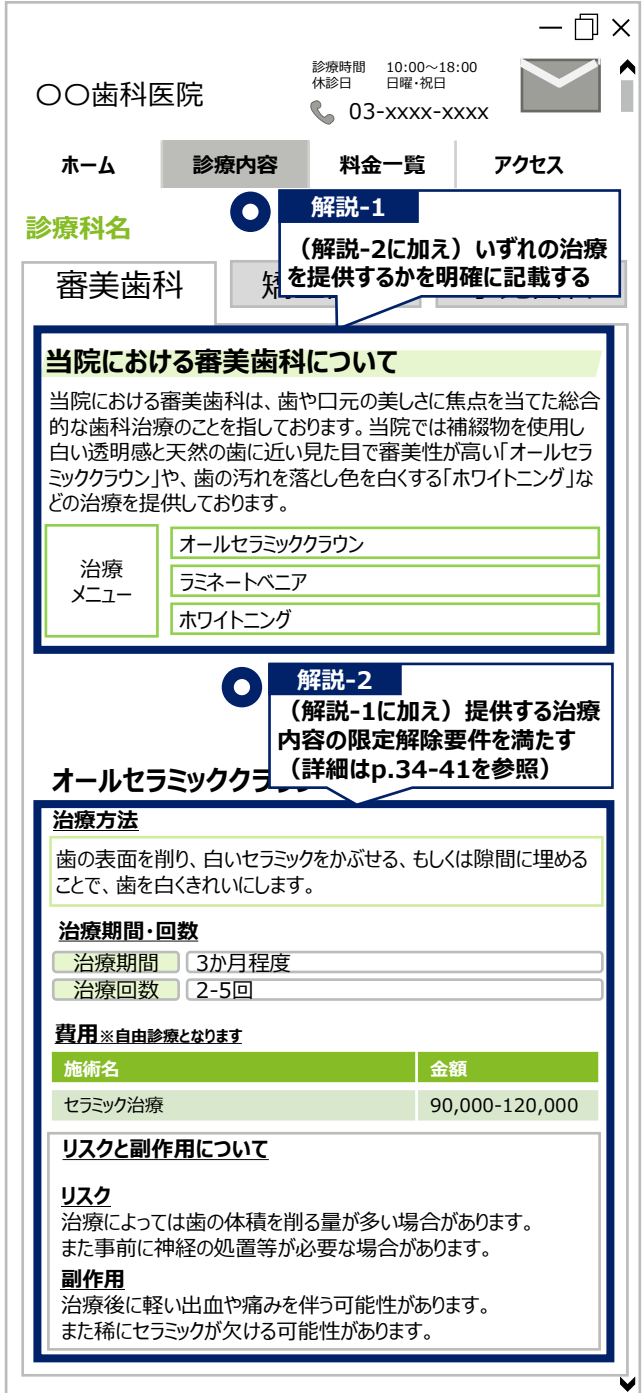 診療時間 10:00～18:00
休診日 日曜・祝日
〇〇歯科医院
03-xxxx-xxxx
ホーム 診療内容 料金一覧 アクセス
診療科名
解説-1
（解説-2に加え）いずれの治療
を提供するかを明確に記載する
審美歯科
当院における審美歯科について
当院における審美歯科は、歯や口元の美しさに焦点を当てた総合
的な歯科治療のことを指しております。当院では補綴物を使用し
白い透明感と天然の歯に近い見た目で審美性が高い「オールセラ
ミッククラウン」や、歯の汚れを落とし色を白くする「ホワイトニング」な
どの治療を提供しております。
治療
メニュー
オールセラミッククラウン
ラミネートベニア
ホワイトニング
解説-2
（解説-1に加え）提供する治療
内容の限定解除要件を満たす
（詳細はp.34-41を参照）
オールセラミッククラウン
治療方法
歯の表面を削り、白いセラミックをかぶせる、もしくは隙間に埋める
ことで、歯を白くきれいにします。
治療期間・回数
治療期間 3か月程度
治療回数 2-5回
費用※自由診療となります
施術名 金額
セラミック治療 90,000-120,000
リスクと副作用について
リスク
治療によっては歯の体積を削る量が多い場合があります。
また事前に神経の処置等が必要な場合があります。
副作用
治療後に軽い出血や痛みを伴う可能性があります。
また稀にセラミックが欠ける可能性があります。